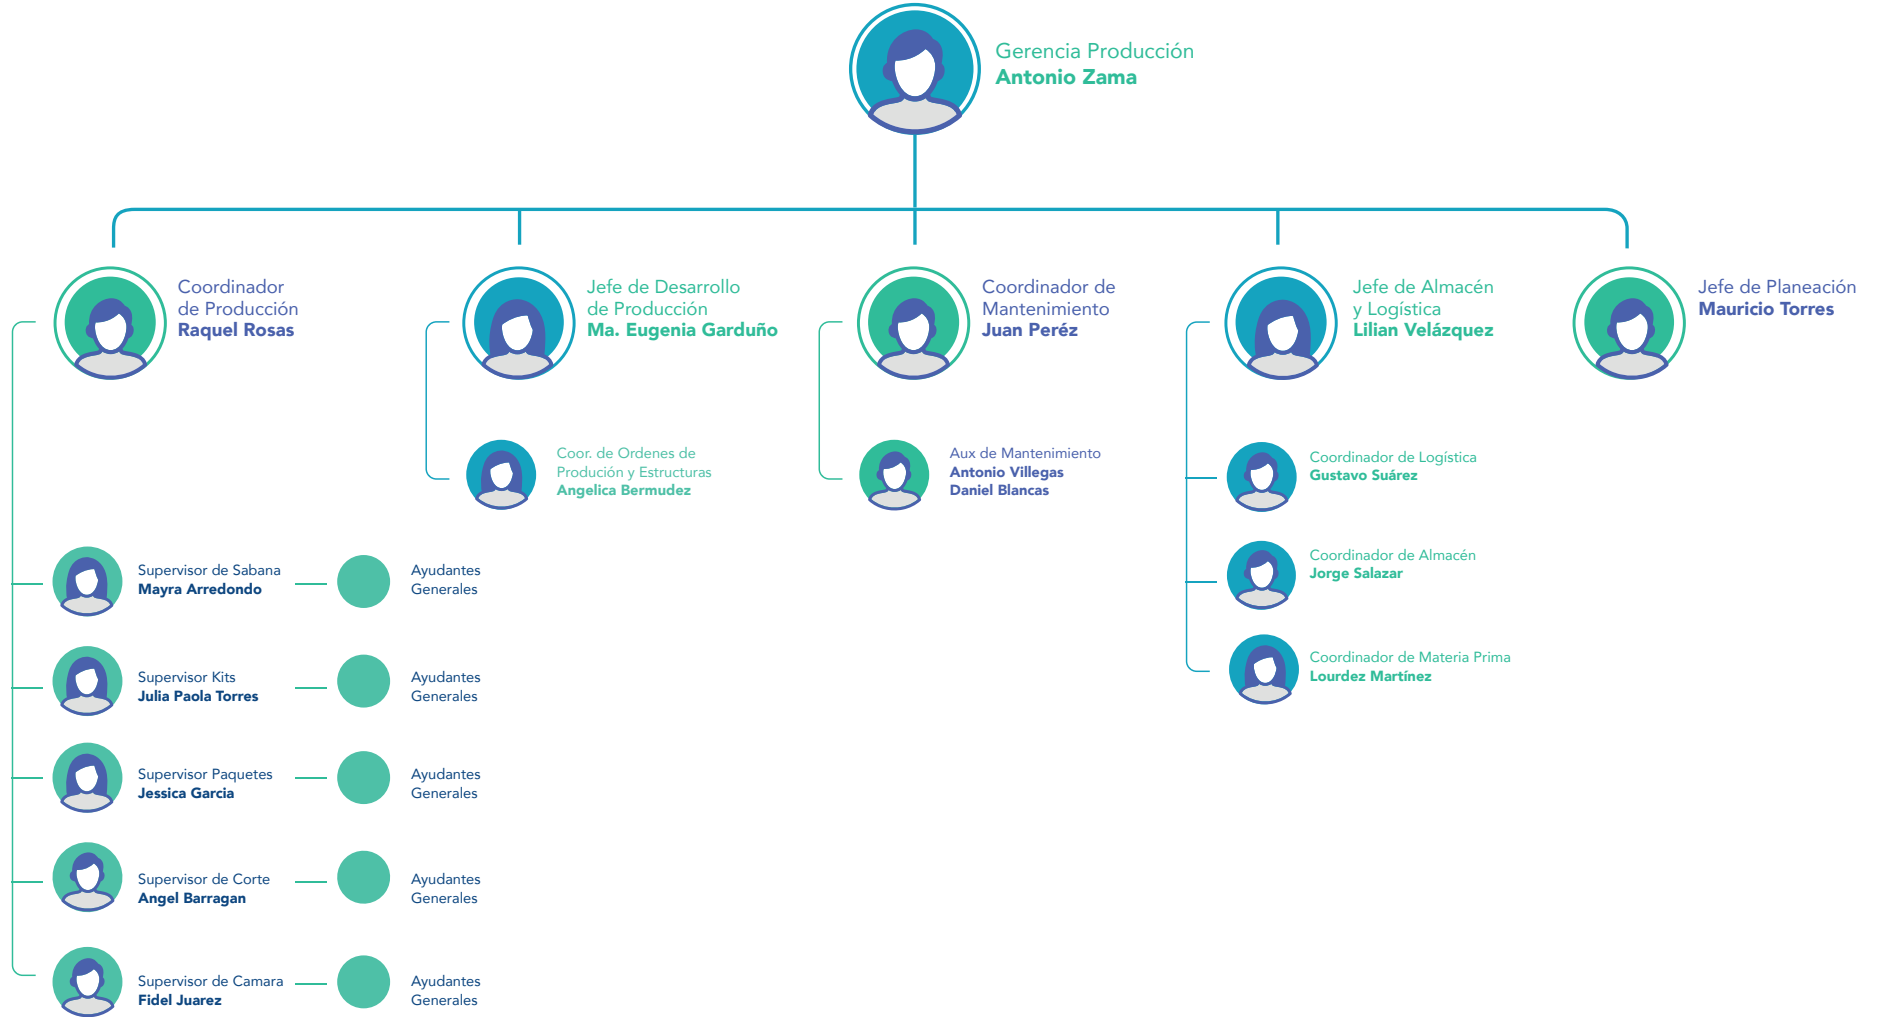 Gerencia Producción
Antonio Zama
Coordinador
de Producción
Raquel Rosas
Jefe de Desarrollo
de Producción
Ma. Eugenia Garduño
Coordinador de
Mantenimiento
Juan Peréz
Jefe de Almacén
y Logística
Lilian Velázquez
Jefe de Planeación
Mauricio Torres
Coor. de Ordenes de
Produción y Estructuras
Angelica Bermudez
Aux de Mantenimiento
Antonio Villegas
Daniel Blancas
Coordinador de Logística
Gustavo Suárez
Coordinador de Almacén
Jorge Salazar
Coordinador de Materia Prima
Lourdez Martínez
Supervisor de Sabana
Mayra Arredondo
Ayudantes
Generales
Supervisor Kits
Julia Paola Torres
Ayudantes
Generales
Supervisor Paquetes
Jessica Garcia
Ayudantes
Generales
Supervisor de Corte
Angel Barragan
Ayudantes
Generales
Supervisor de Camara
Fidel Juarez
Ayudantes
Generales